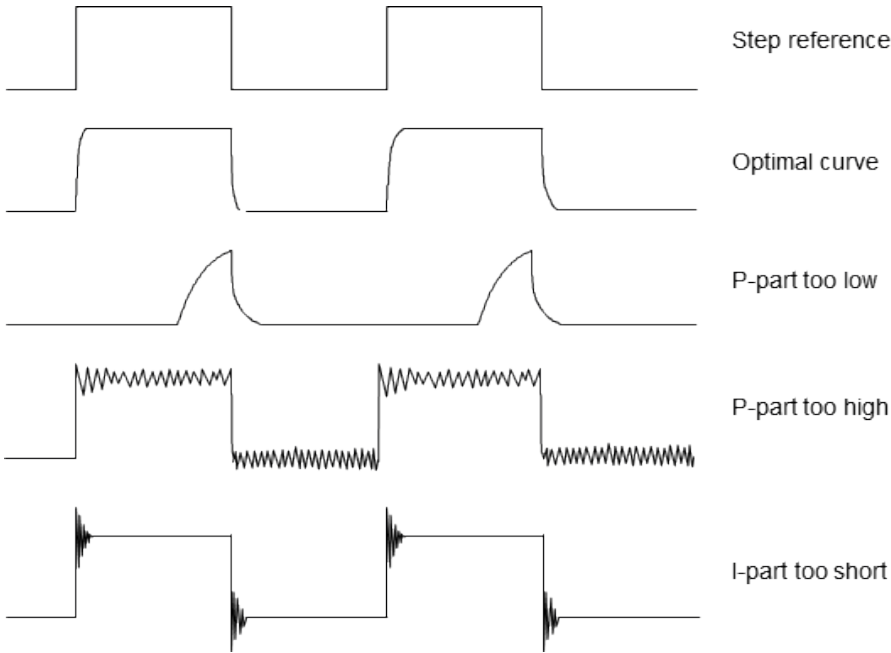 Step reference
Optimal curve
P-part too low
P-part too high
I-part too short